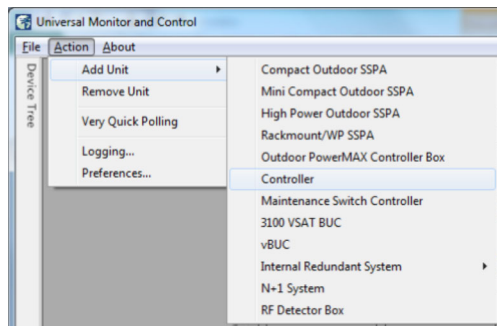 Universal Monitor and Control
File Action About
Device Tree
Add Unit
Remove Unit
Very Quick Polling
Logging...
Preferences...
Compact Outdoor SSPA
Mini Compact Outdoor SSPA
High Power Outdoor SSPA
Rackmount/WP SSPA
Outdoor PowerMAX Controller Box
Controller
Maintenance Switch Controller
3100 VSAT BUC
vBUC
Internal Redundant System
N+1 System
RF Detector Box